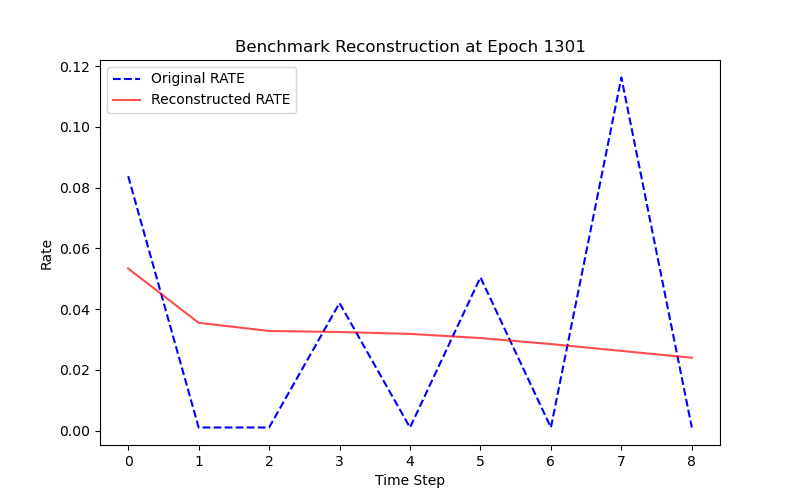 Benchmark Reconstruction at Epoch 1301
Original RATE
Reconstructed RATE
0.12
0.10
0.08
0.06
0.04
0.02
0.00
Rate
0 1 2 3 4 5 6 7 8
Time Step